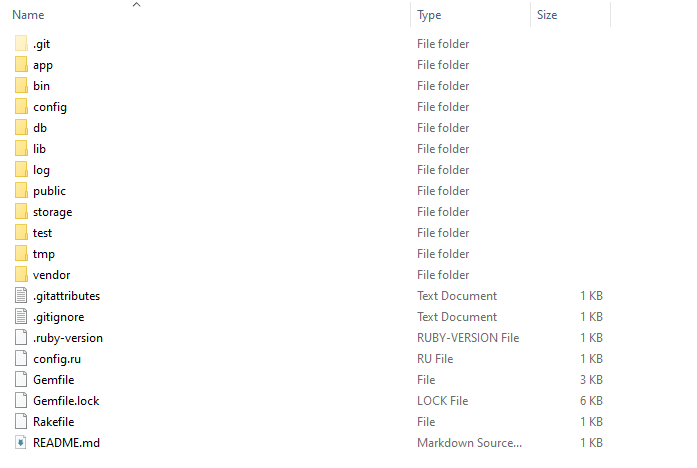 Name Type Size
.git File folder
app File folder
bin File folder
config File folder
db File folder
lib File folder
log File folder
public File folder
storage File folder
test File folder
tmp File folder
vendor File folder
.gitattributes Text Document 1 KB
.gitignore Text Document 1 KB
.ruby-version RUBY-VERSION File 1 KB
config.ru RU File 1 KB
Gemfile File 3 KB
Gemfile.lock LOCK File 6 KB
Rakefile File 1 KB
README.md Markdown Source... 1 KB